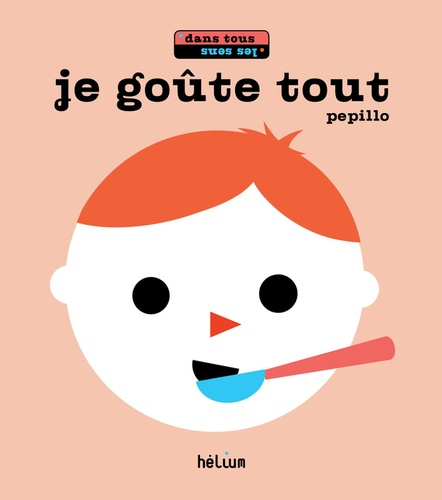 dans tous
les sens
je goûte tout
pepillo
hélium